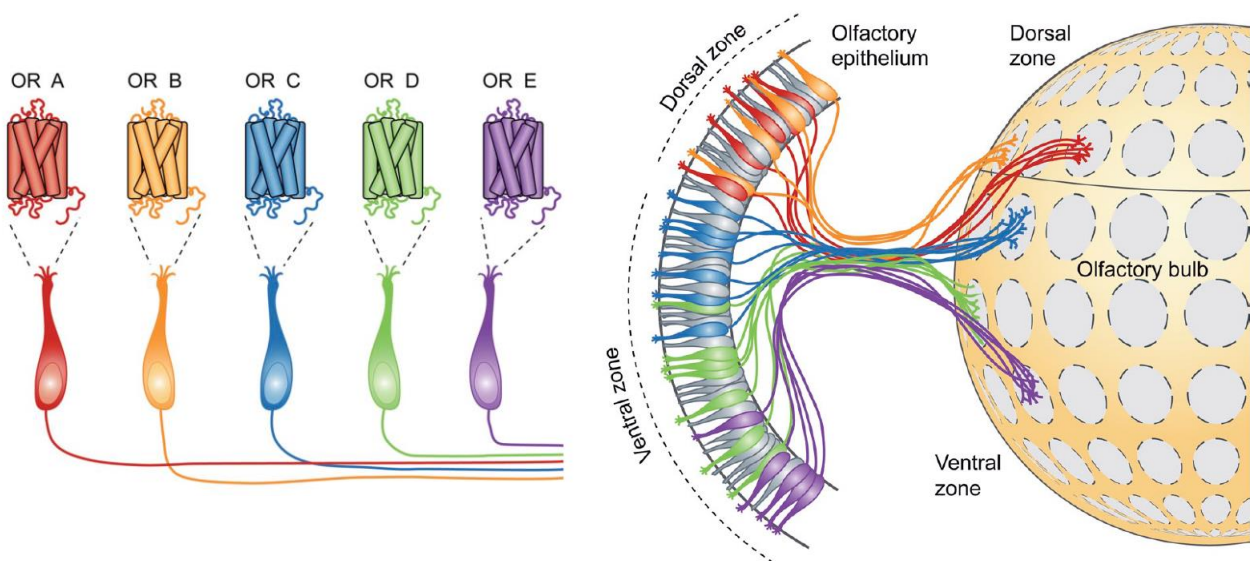 OR A
OR B
OR C
OR D
OR E
Dorsal zone
Olfactory
epithelium
Dorsal
zone
Olfactory bulb
Ventral zone
Ventral
zone